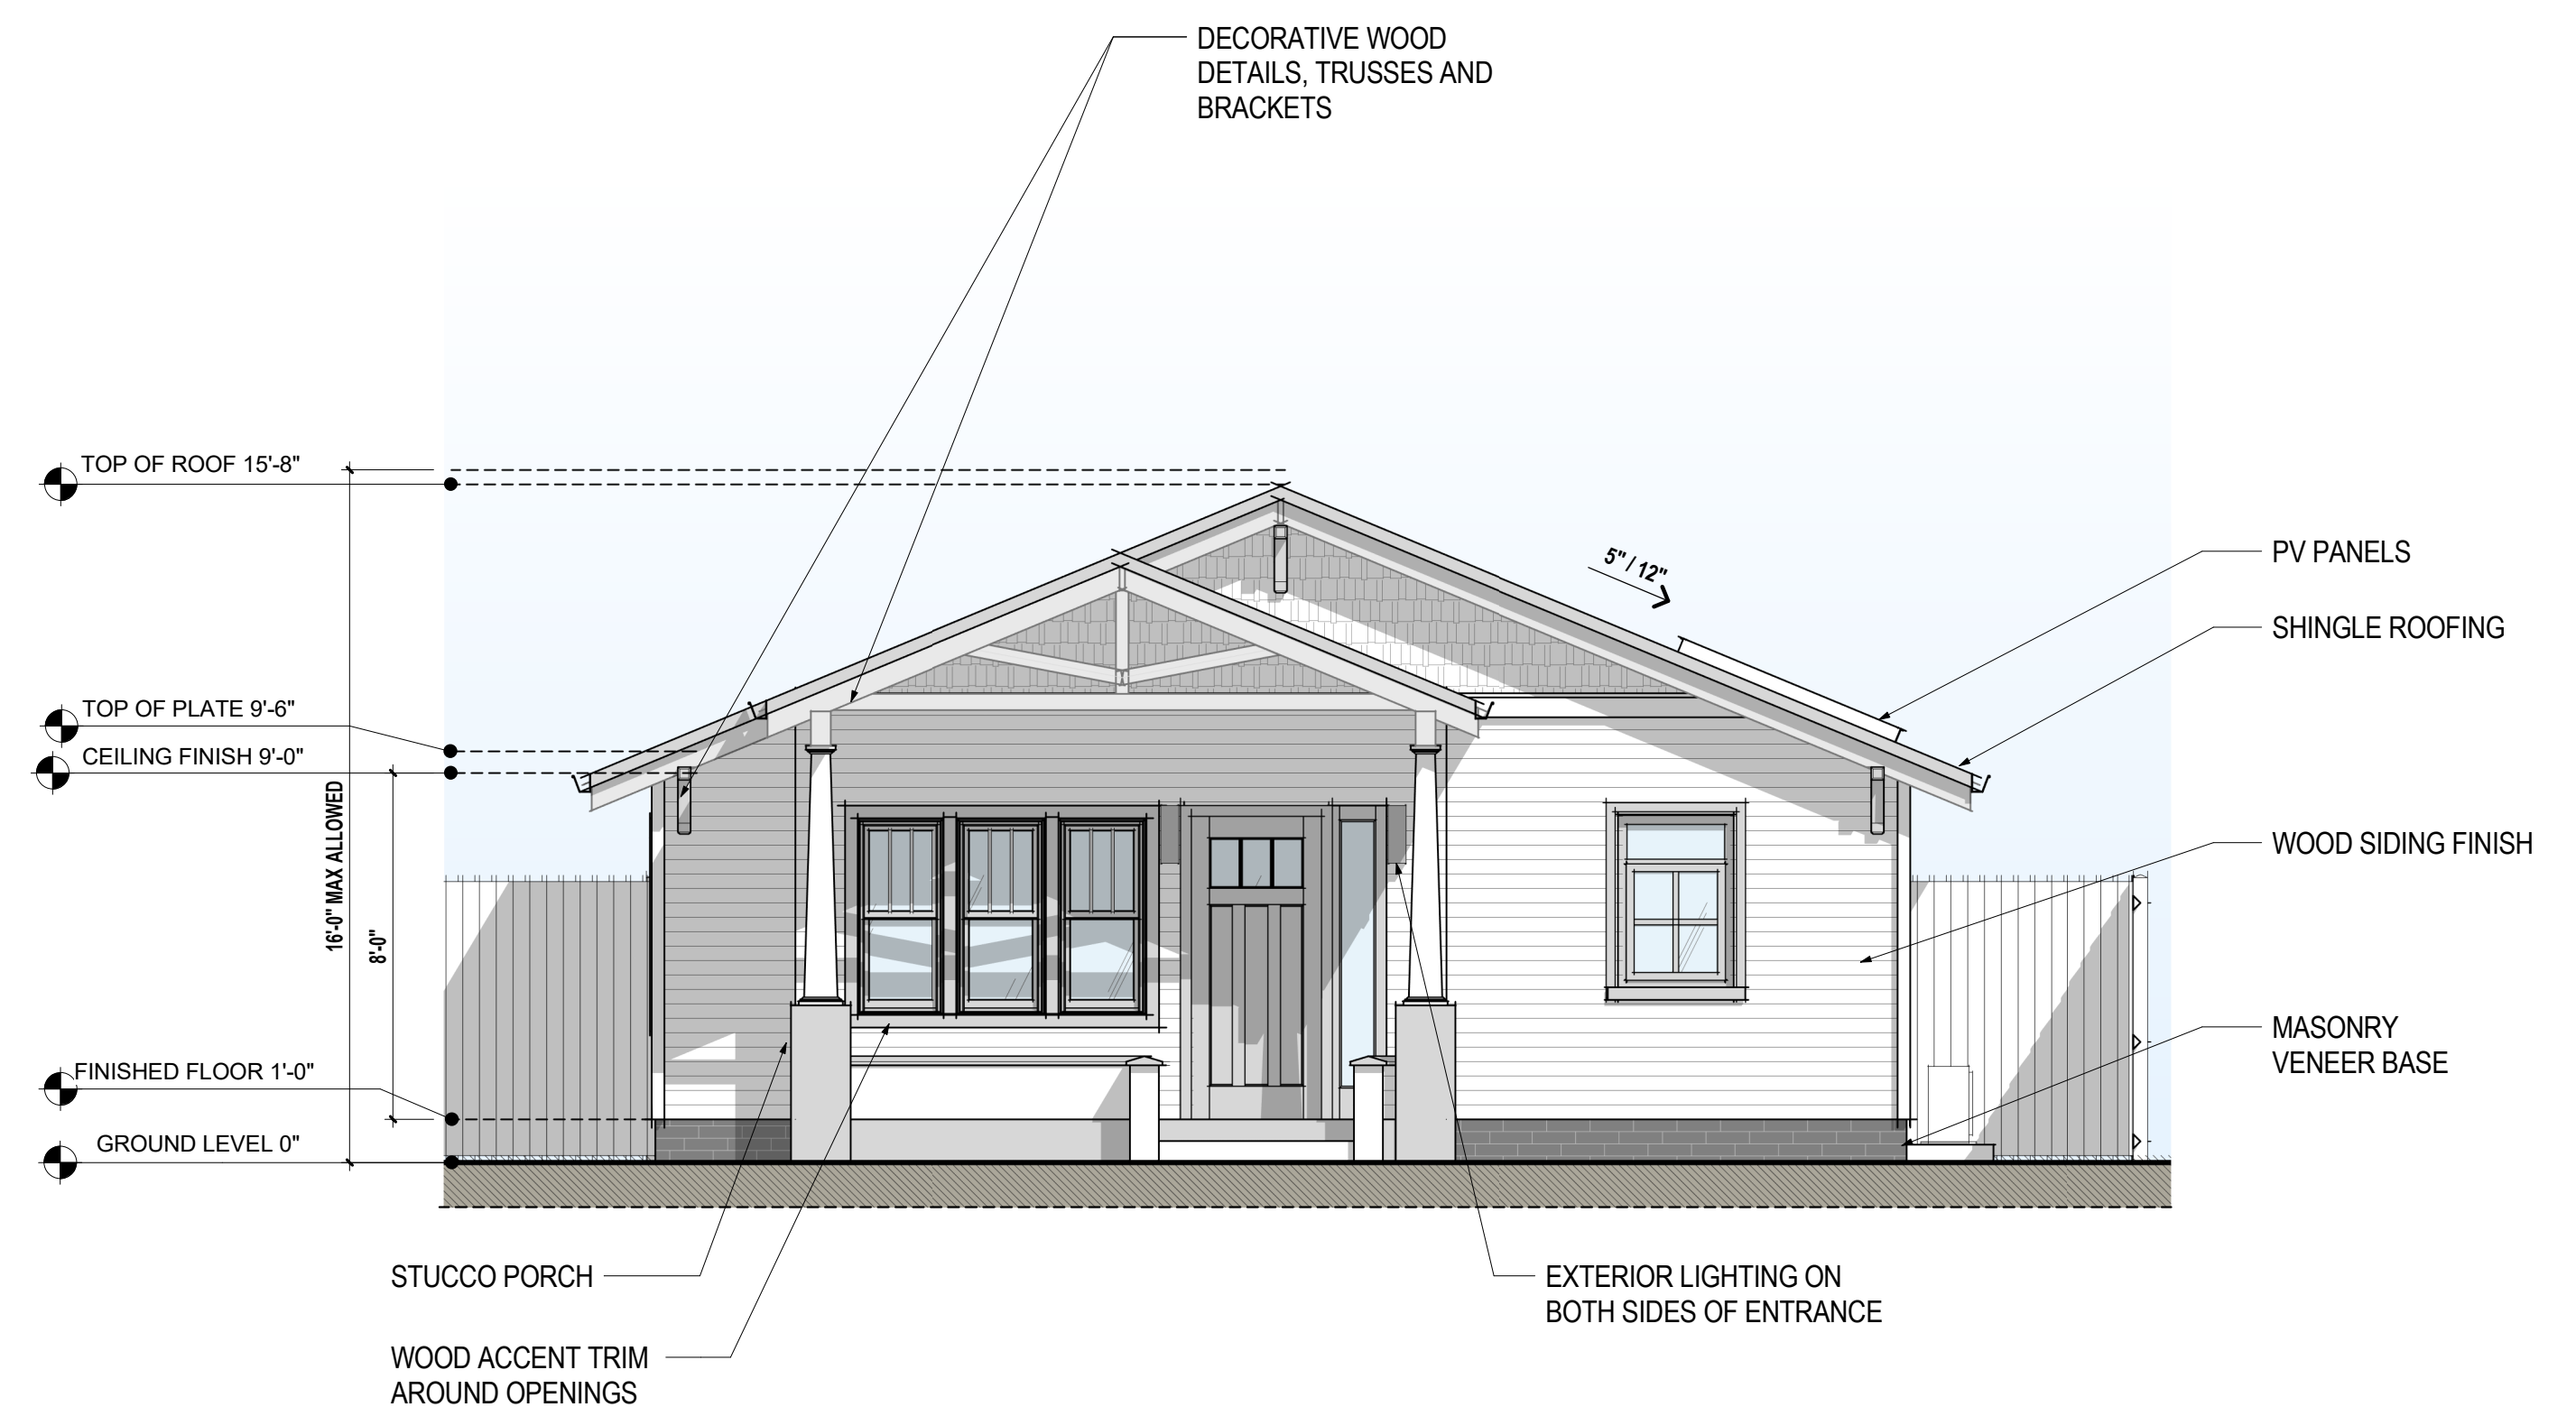 DECORATIVE WOOD
DETAILS, TRUSSES AND
BRACKETS
TOP OF ROOF 15'-8"
5" / 12"
PV PANELS
SHINGLE ROOFING
TOP OF PLATE 9'-6"
CEILING FINISH 9'-0"
16'-0" MAX ALLOWED
8'-0"
WOOD SIDING FINISH
MASONRY
VENEER BASE
FINISHED FLOOR 1'-0"
GROUND LEVEL 0"
STUCCO PORCH
EXTERIOR LIGHTING ON
BOTH SIDES OF ENTRANCE
WOOD ACCENT TRIM
AROUND OPENINGS